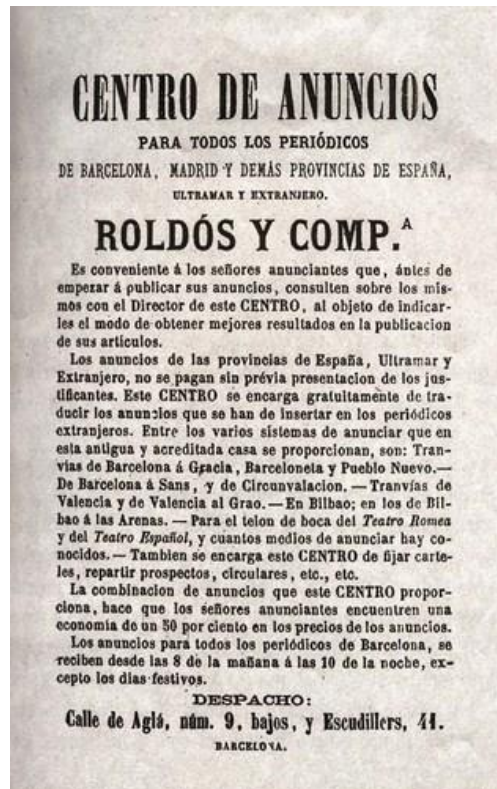 CENTRO DE ANUNCIOS
PARA TODOS LOS PERIÓDICOS
DE BARCELONA, MADRID Y DEMÁS PROVINCIAS DE ESPAÑA,
ULTRAMAR Y EXTRANJERO.
ROLDÓS Y COMP.A
Es conveniente á los señores anunciantes que, ántes de
empezar á publicar sus anuncios, consulten sobre los mis-
mos con el Director de este CENTRO, al objeto de indicar-
les el modo de obtener mejores resultados en la publicacion
de sus artículos.
Los anuncios de las provincias de España, Ultramar y
Extranjero, no se pagan sin prévia presentacion de los jus-
tificantes. Este CENTRO se encarga gratuitamente de tra-
ducir los anuncios que se han de insertar en los periódicos
extranjeros. Entre los varios sistemas de anunciar que en
esta antigua y acreditada casa se proporcionan, son: Tran-
vías de Barcelona á Gracia, Barceloneta y Pueblo Nuevo.—
De Barcelona á Sans, y de Circunvalacion. — Tranvías de
Valencia y de Valencia al Grao. — En Bilbao; en los de Bil-
bao á las Arenas. — Para el telon de boca del Teatro Romea
y del Teatro Español, y cuantos medios de anunciar hay co-
nocidos. — Tambien se encarga este CENTRO de fijar carte-
les, repartir prospectos, circulares, etc., etc.
La combinacion de anuncios que este CENTRO propor-
ciona, hace que los señores anunciantes encuentren una
economía de un 50 por ciento en los precios de los anuncios.
Los anuncios para todos los periódicos de Barcelona, se
reciben desde las 8 de la mañana á las 10 de la noche, ex-
cepto los dias festivos.
DESPACHO:
Calle de Aglá, núm. 9, bajos, y Escudillers, 41.
BARCELONA.